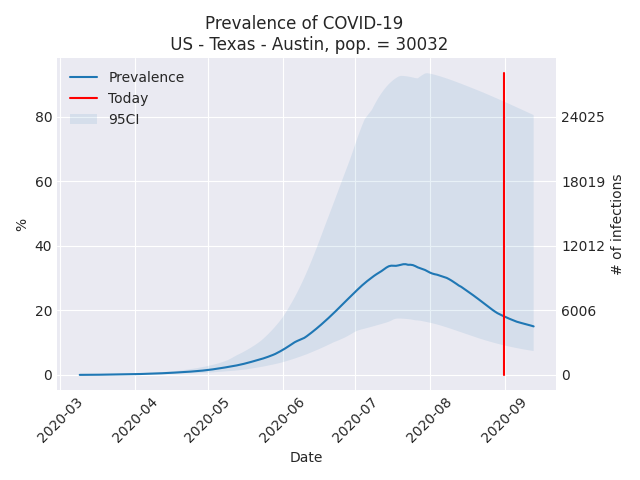 Prevalence of COVID-19
US - Texas - Austin, pop. = 30032
Prevalence
Today
95CI
80
60
40
20
0
%
24025
18019
12012
6006
0
# of infections
2020-03
2020-04
2020-05
2020-06
2020-07
2020-08
2020-09
Date